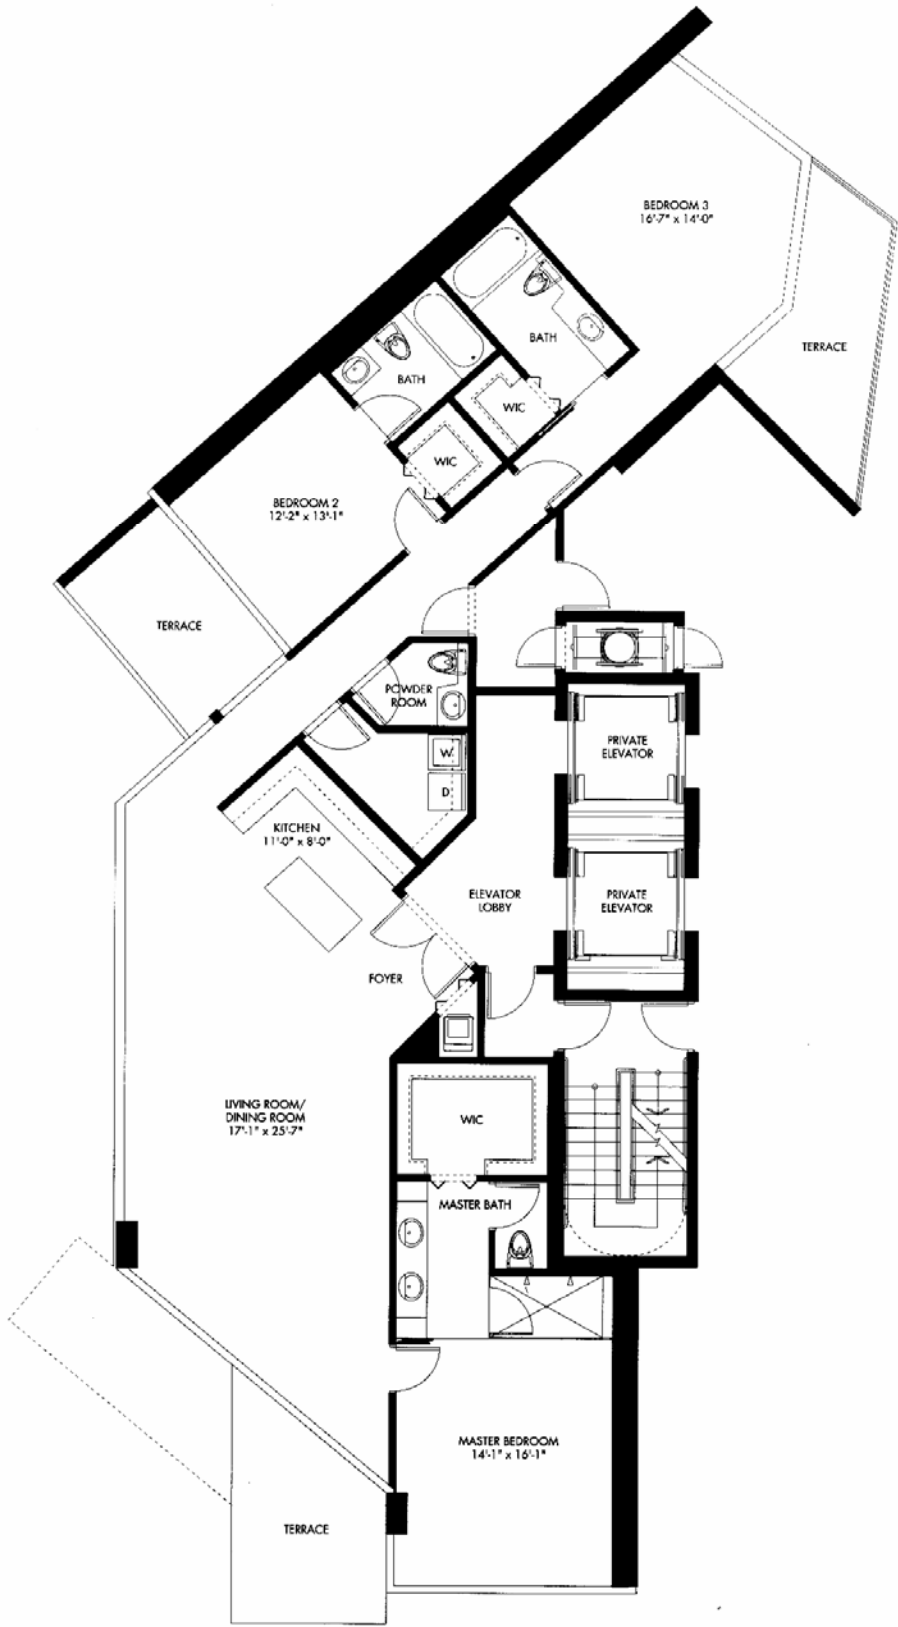 BEDROOM 3
16'-7" x 14'-0"
TERRACE
BATH
BATH
WIC
WIC
BEDROOM 2
12'-2" x 13'-1"
TERRACE
POWDER
ROOM
W
D
PRIVATE
ELEVATOR
KITCHEN
11'-0" x 8'-0"
ELEVATOR
LOBBY
PRIVATE
ELEVATOR
FOYER
LIVING ROOM/
DINING ROOM
17'-1" x 25'-7"
WIC
MASTER BATH
MASTER BEDROOM
14'-1" x 16'-1"
TERRACE